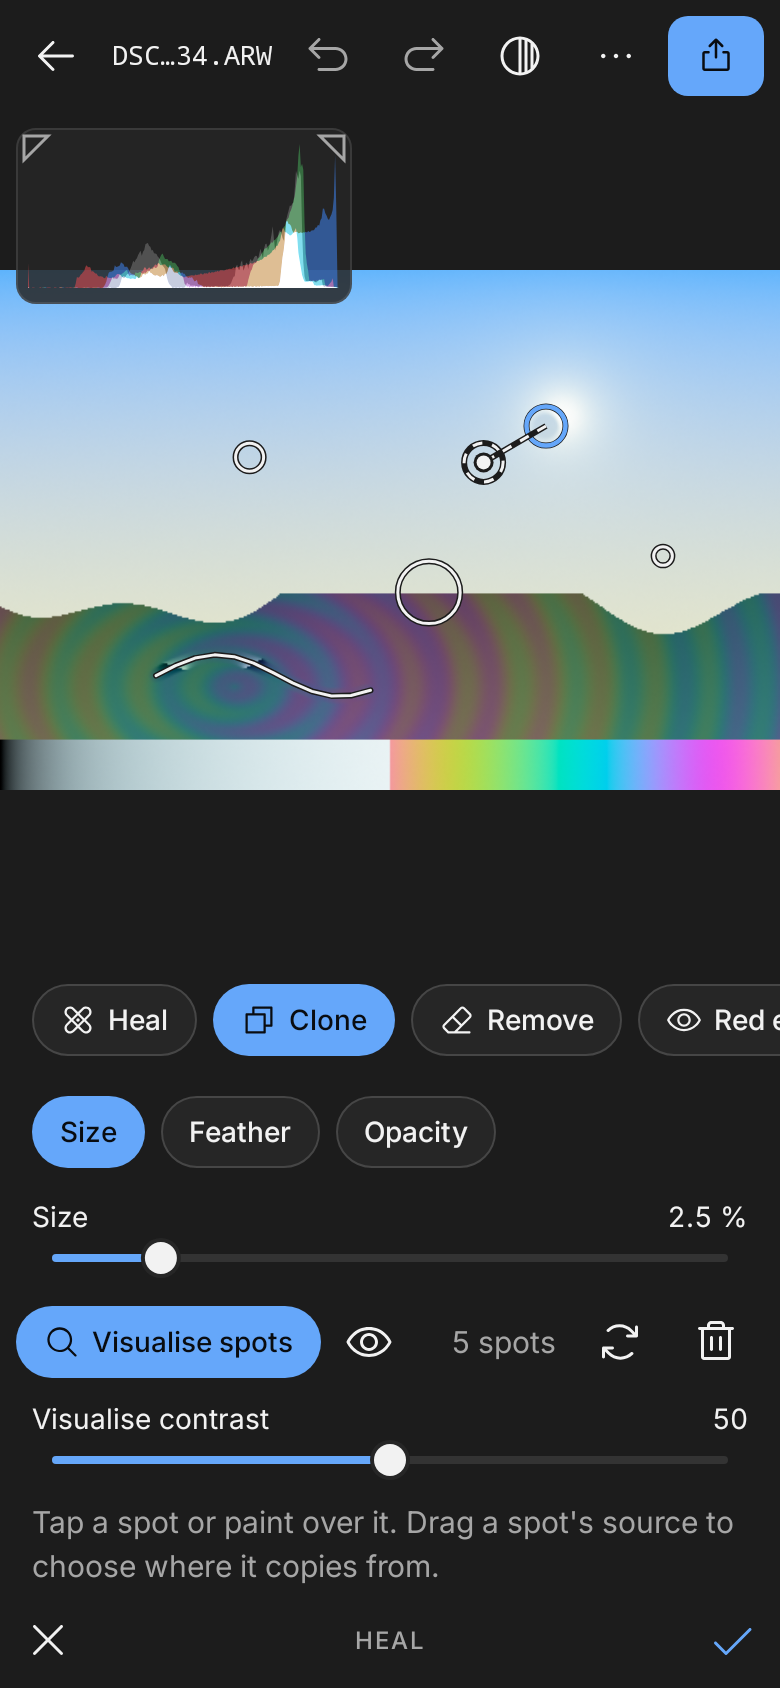 DSC…34.ARW
Heal
Clone
Remove
Red e
Size
Feather
Opacity
Size 2.5 %
Visualise spots 5 spots
Visualise contrast 50
Tap a spot or paint over it. Drag a spot's source to
choose where it copies from.
HEAL